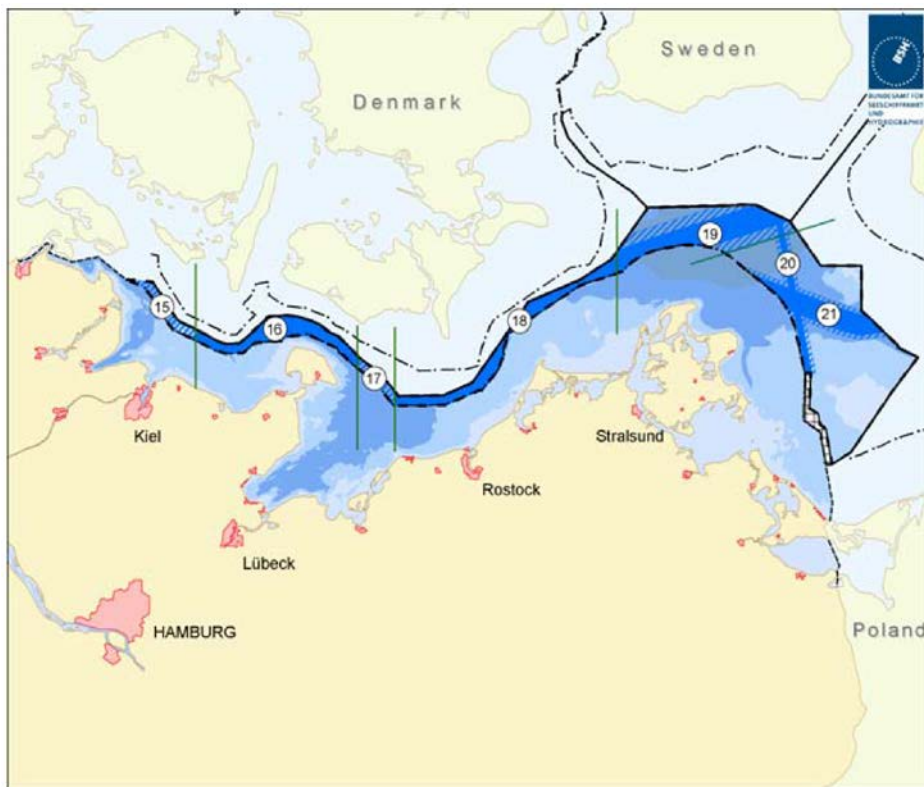 Sweden
BSH
BUNDESAMT FÜR
SEESCHIFFFAHRT
UND
HYDROGRAPHIE
Denmark
19
20
15
16
18
21
17
Kiel
Stralsund
Rostock
Lübeck
HAMBURG
Poland